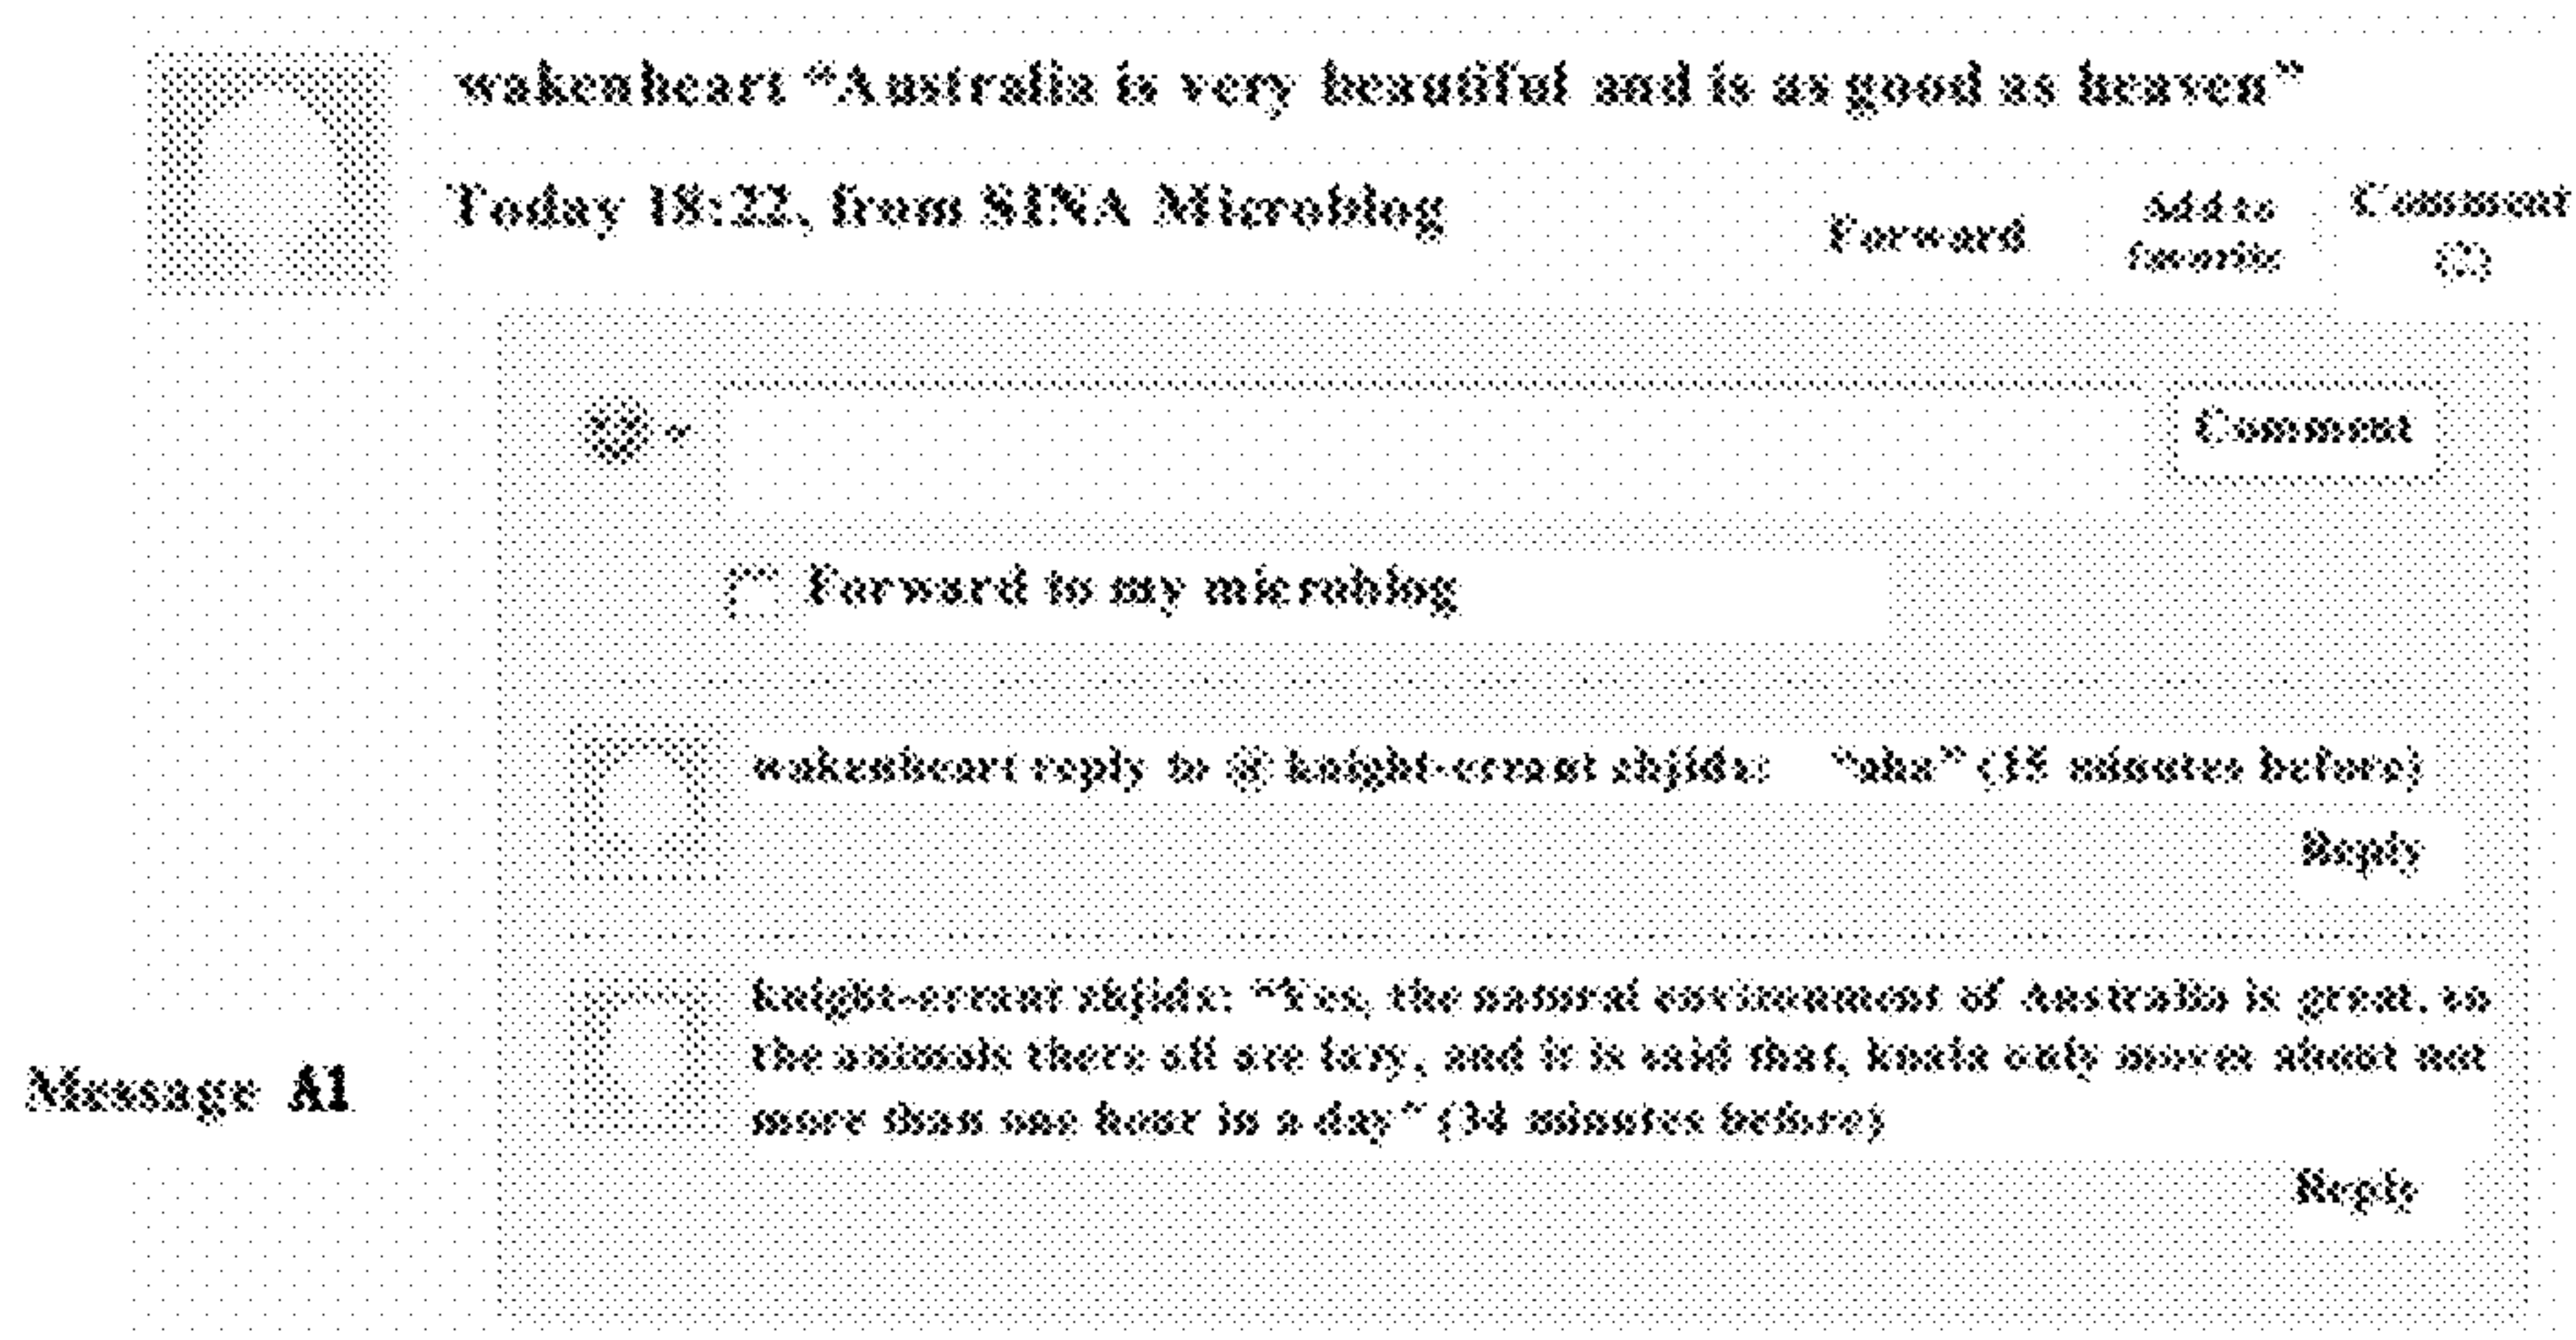 wakenheart “Australia is very beautiful and is as good as heaven”
Today 18:22, from SINA Microblog
Forward
Add to
favorite
Comment
(2)
Comment
Forward to my microblog
wakenheart reply to @ knight-errant “aha” (15 minutes before)
Reply
knight-errant “Yes, the natural environment of Australia is great, so
the animals there all are lazy, and it is said that, koala only moves about not
more than one hour in a day” (34 minutes before)
Message A1
Reply